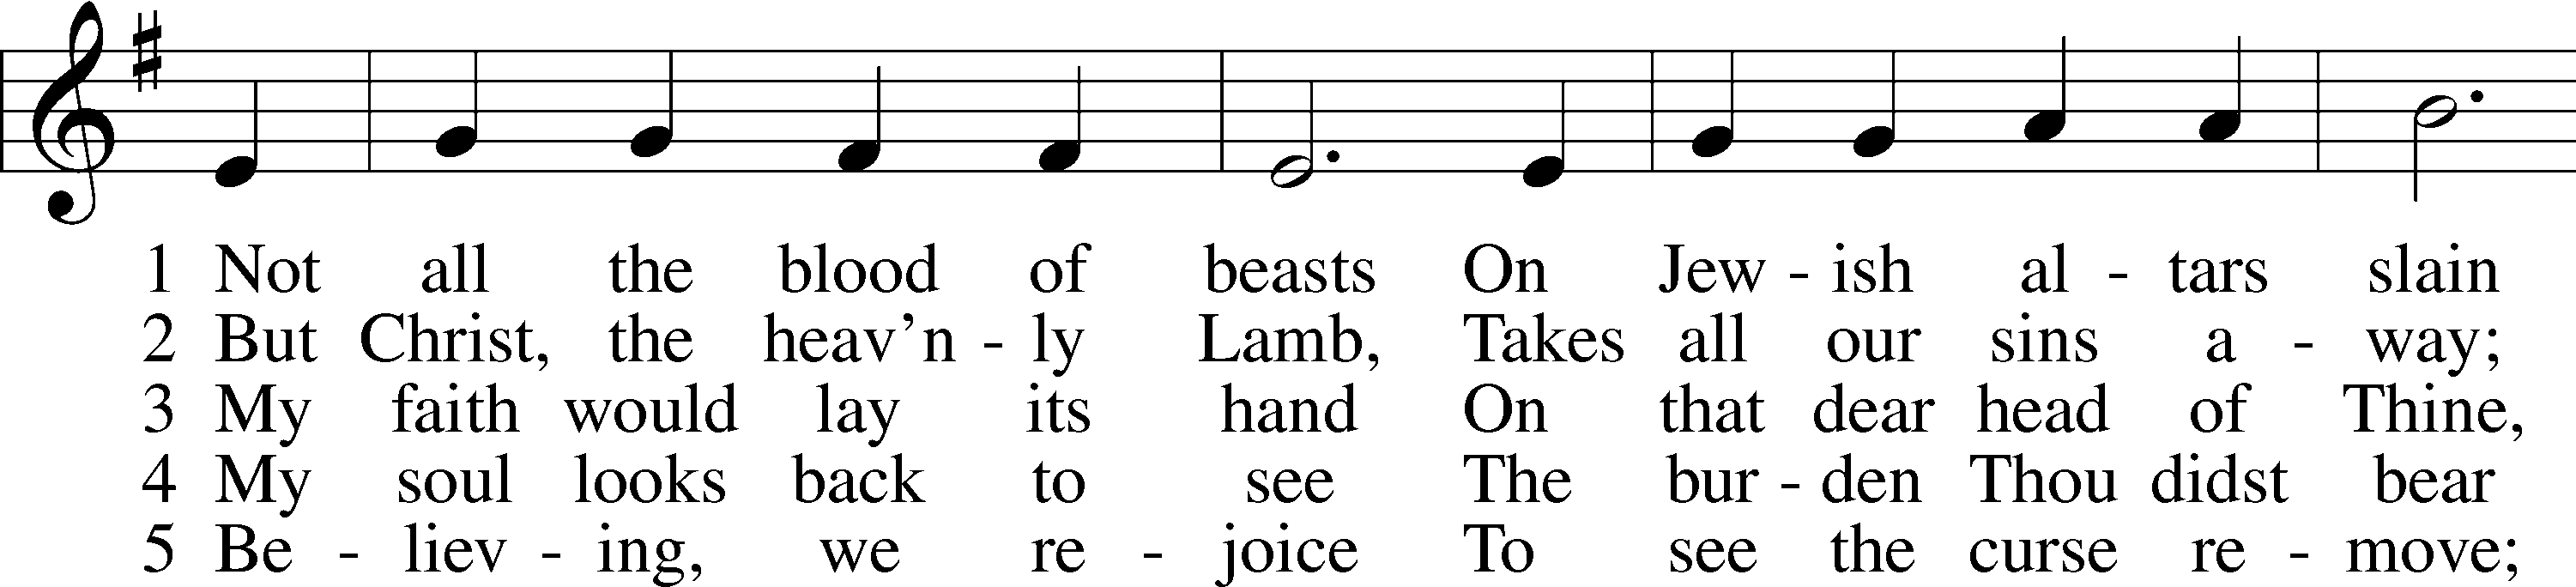 1 Not all the blood of beasts On Jew - ish al - tars slain
2 But Christ, the heav'n - ly Lamb, Takes all our sins a - way;
3 My faith would lay its hand On that dear head of Thine,
4 My soul looks back to see The bur - den Thou didst bear
5 Be - liev - ing, we re - joice To see the curse re - move;